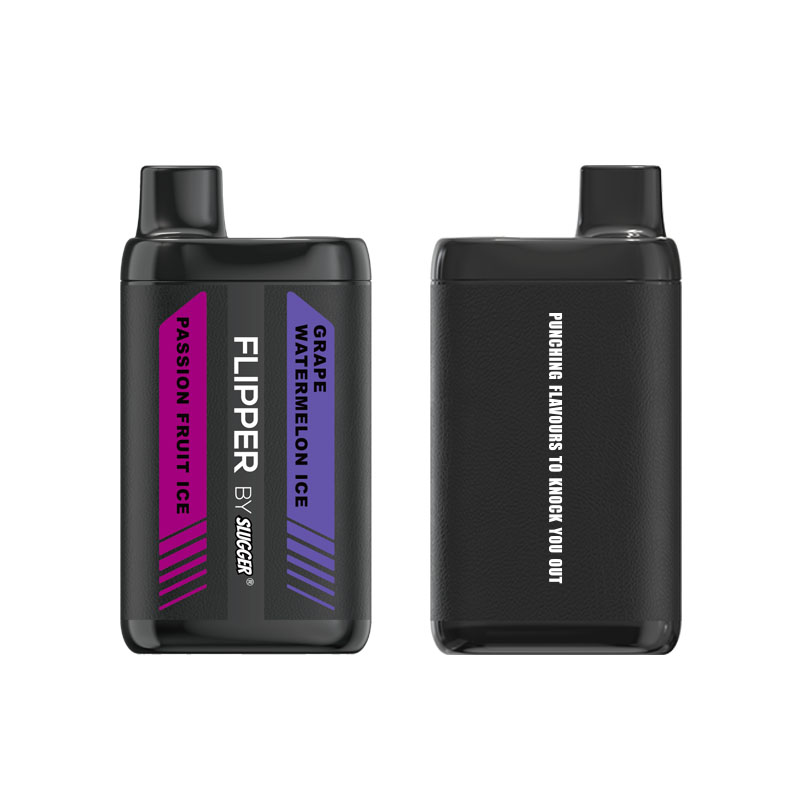 PASSION FRUIT ICE
FLIPPER BY SLUGGER®
GRAPE
WATERMELON ICE
PUNCHING FLAVOURS TO KNOCK YOU OUT